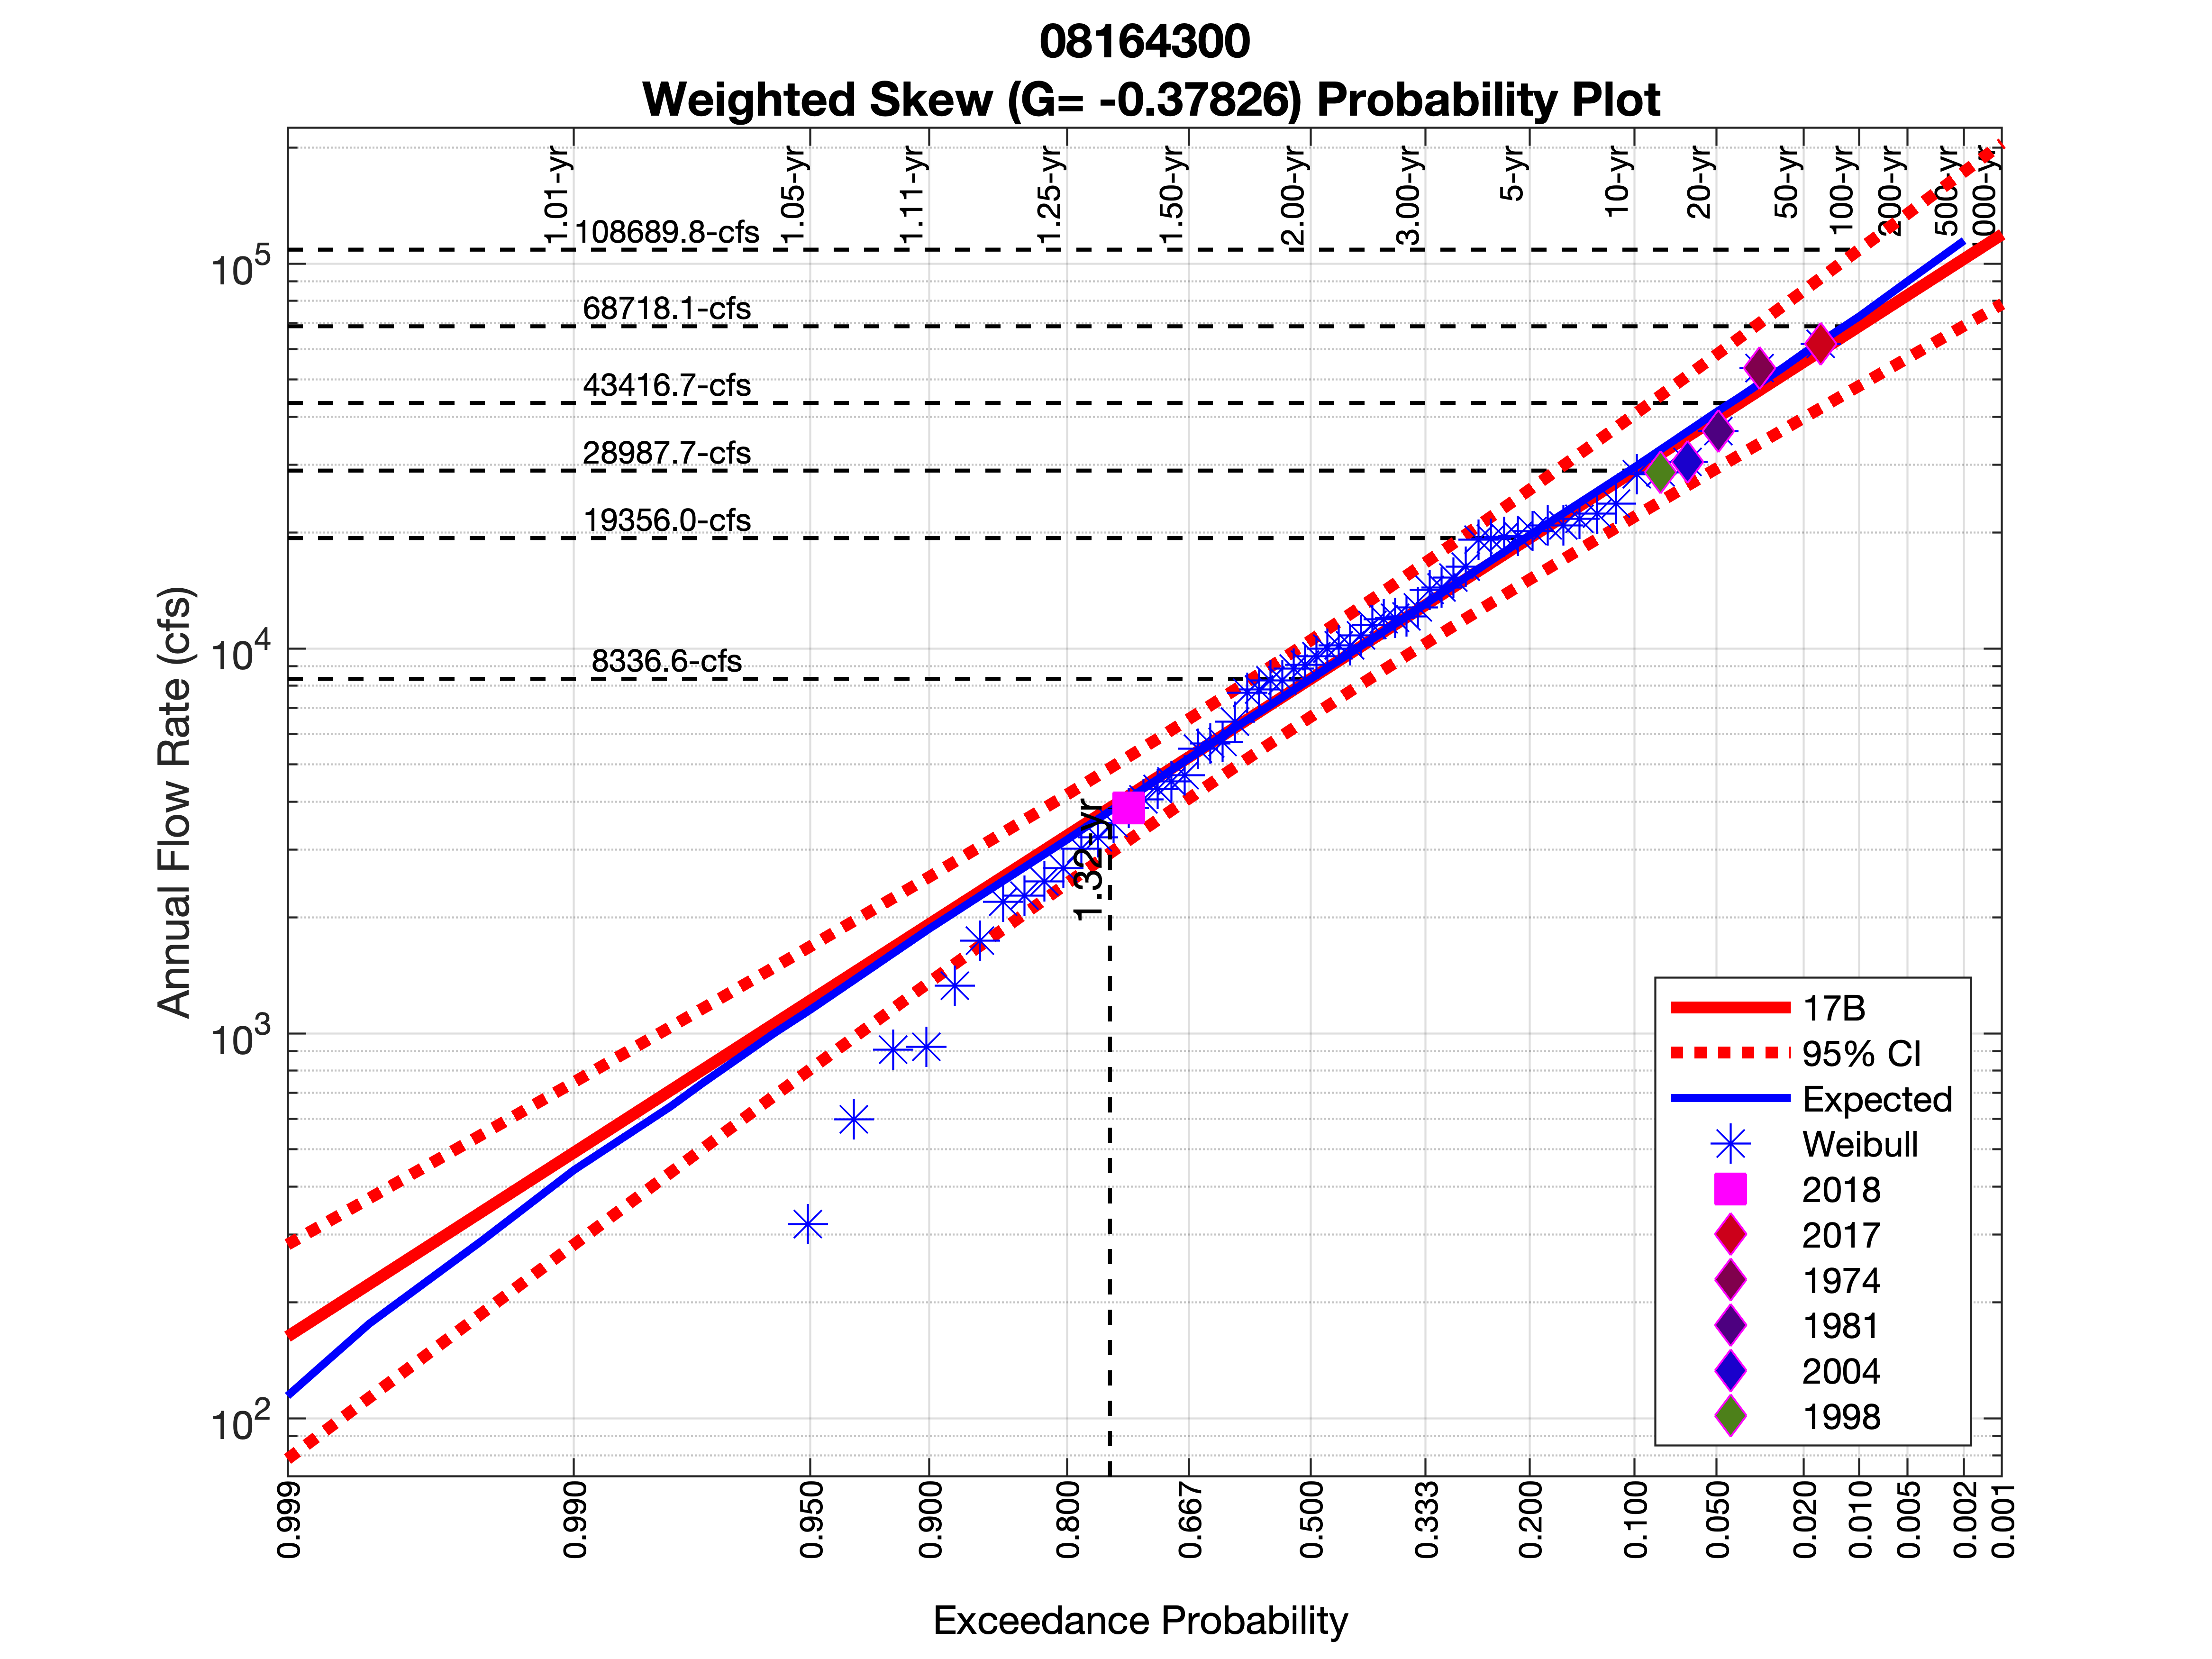 08164300
Weighted Skew (G= -0.37826) Probability Plot
1.01-yr
1.05-yr
1.11-yr
1.25-yr
1.50-yr
2.00-yr
3.00-yr
5-yr
10-yr
20-yr
50-yr
100-yr
200-yr
500-yr
000-yr
108689.8-cfs
68718.1-cfs
43416.7-cfs
28987.7-cfs
19356.0-cfs
8336.6-cfs
1.32-yr
10^5
10^4
10^3
10^2
Annual Flow Rate (cfs)
17B
95% CI
Expected
Weibull
2018
2017
1974
1981
2004
1998
0.999
0.990
0.950
0.900
0.800
0.667
0.500
0.333
0.200
0.100
0.050
0.020
0.010
0.005
0.002
0.001
Exceedance Probability